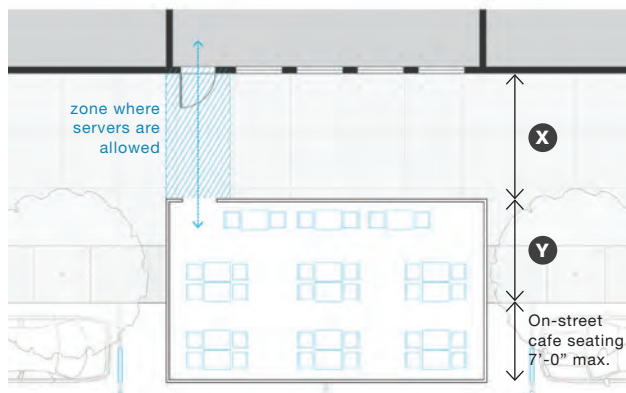 zone where
servers are
allowed
X
Y
On-street
cafe seating
7’-0” max.